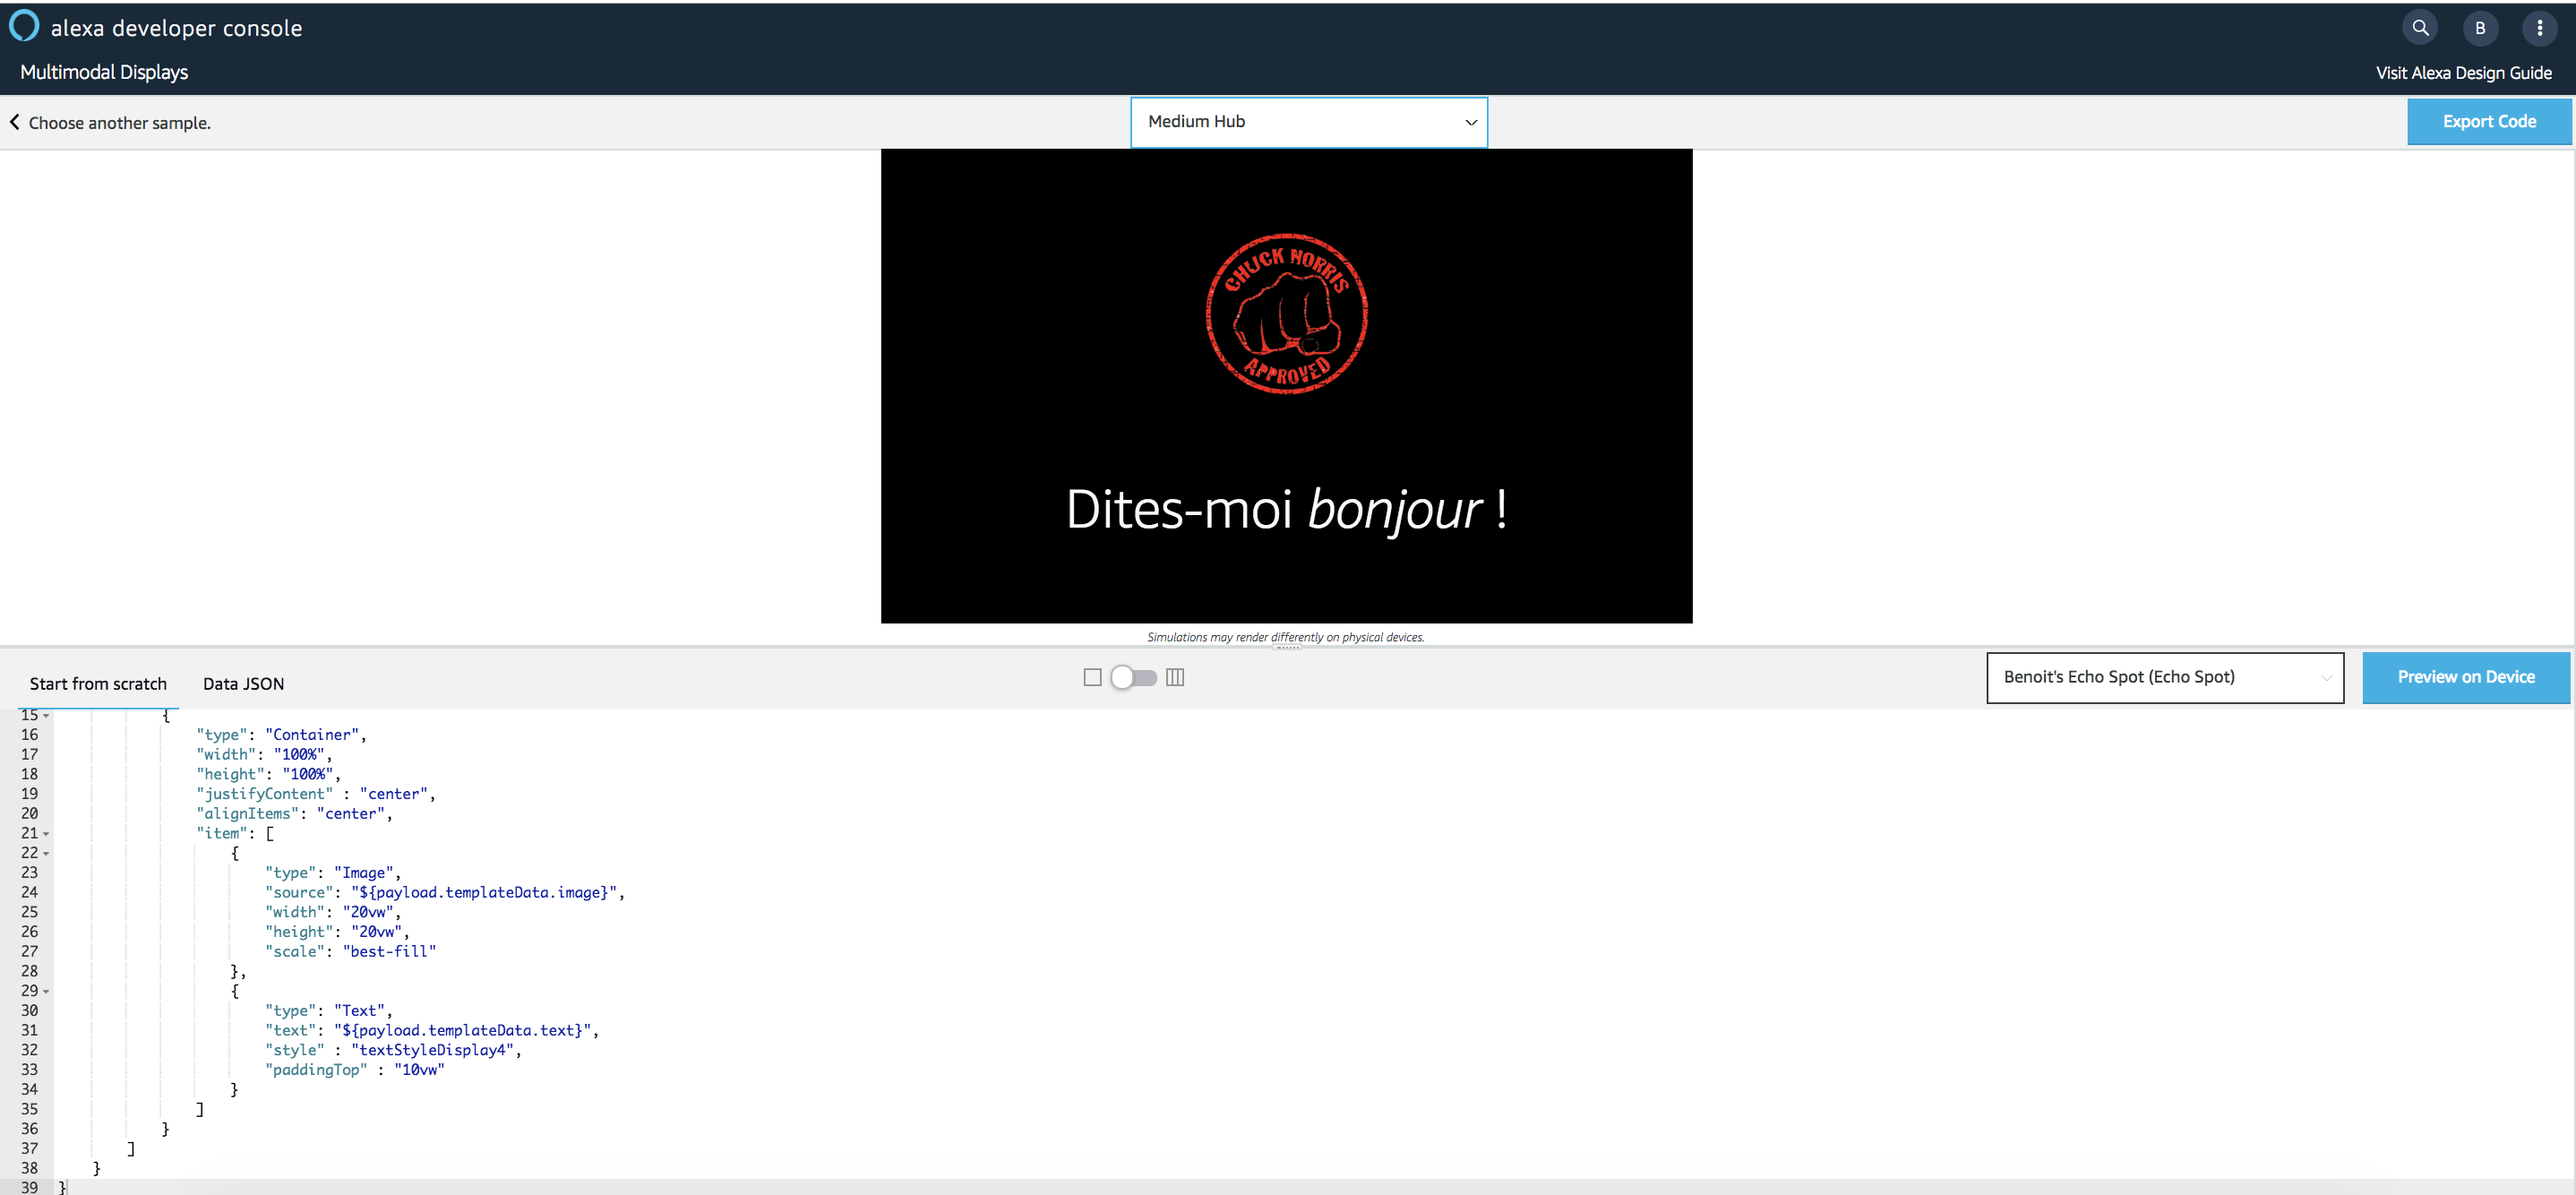 alexa developer console
B
Multimodal Displays
Visit Alexa Design Guide
Choose another sample.
Medium Hub
Export Code
CHUCK NORRIS
APPROVED
Dites-moi bonjour !
Simulations may render differently on physical devices.
Start from scratch
Data JSON
Benoit's Echo Spot (Echo Spot)
Preview on Device
15 {
16 "type": "Container",
17 "width": "100%",
18 "height": "100%",
19 "justifyContent" : "center",
20 "alignItems": "center",
21 "item": [
22 {
23 "type": "Image",
24 "source": "${payload.templateData.image}",
25 "width": "20vw",
26 "height": "20vw",
27 "scale": "best-fill"
28 },
29 {
30 "type": "Text",
31 "text": "${payload.templateData.text}",
32 "style" : "textStyleDisplay4",
33 "paddingTop" : "10vw"
34 }
35 ]
36 }
37 ]
38 }
39 }